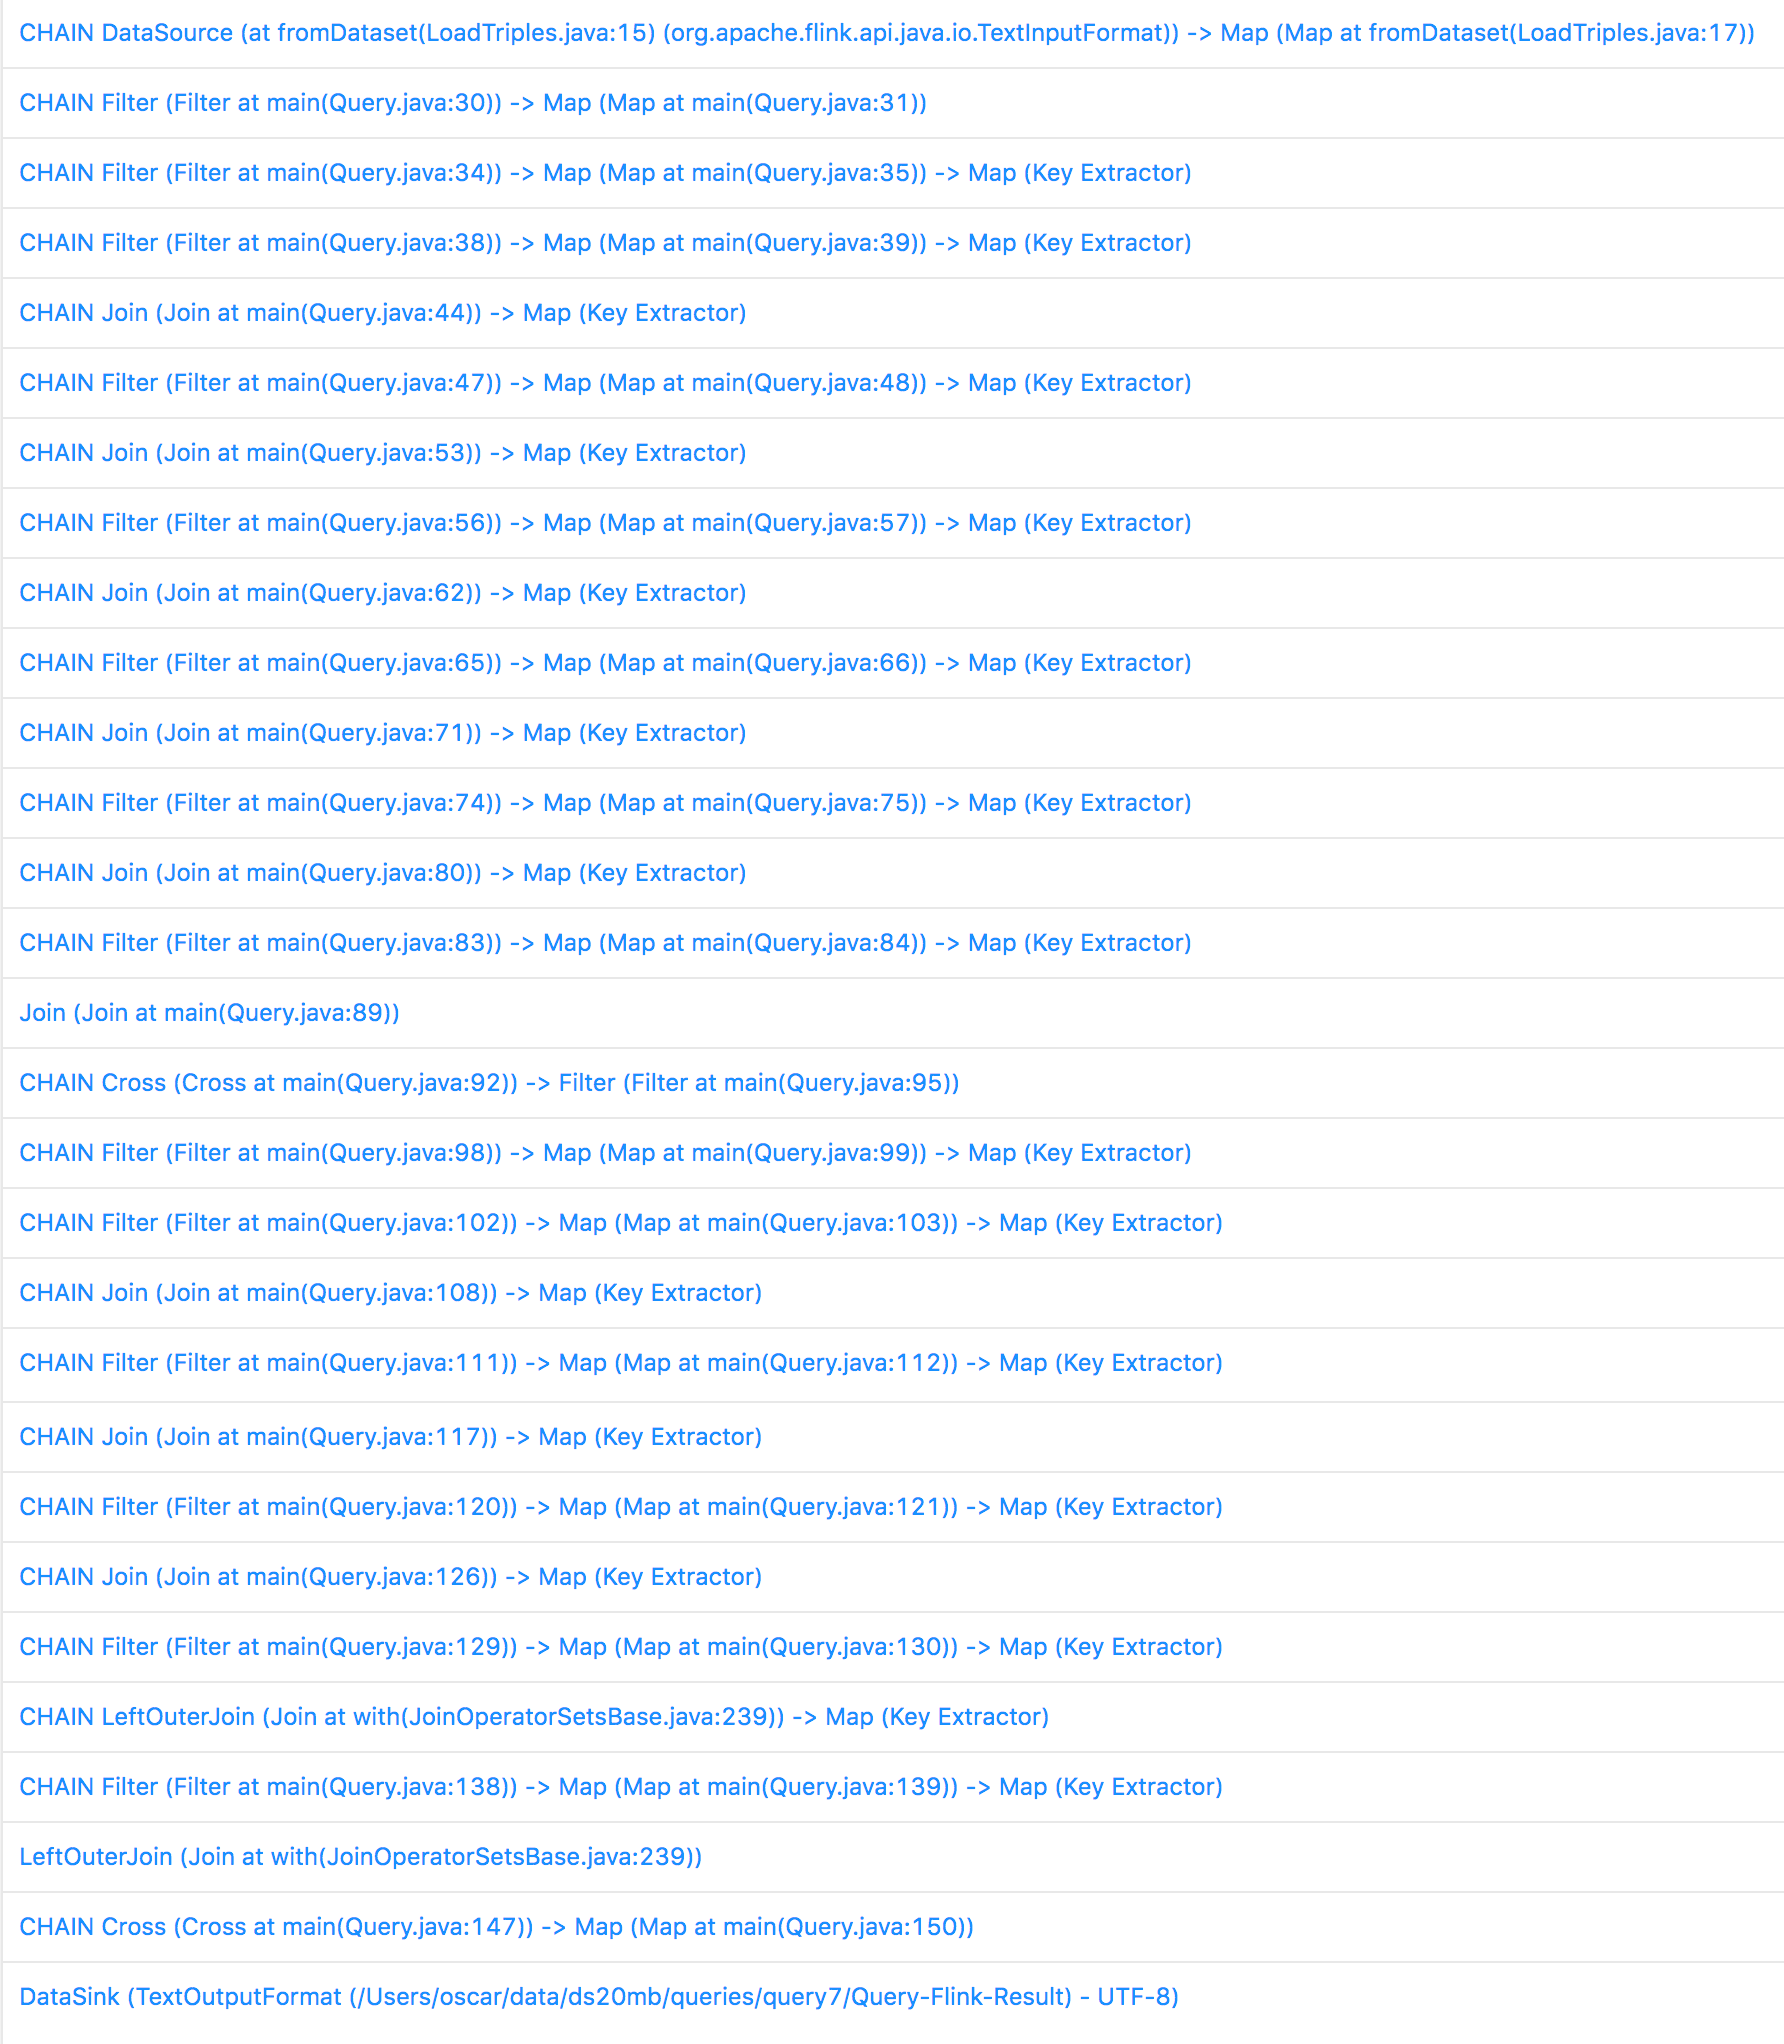 CHAIN DataSource (at fromDataset(LoadTriples.java:15) (org.apache.flink.api.java.io.TextInputFormat)) -> Map (Map at fromDataset(LoadTriples.java:17))
CHAIN Filter (Filter at main(Query.java:30)) -> Map (Map at main(Query.java:31))
CHAIN Filter (Filter at main(Query.java:34)) -> Map (Map at main(Query.java:35)) -> Map (Key Extractor)
CHAIN Filter (Filter at main(Query.java:38)) -> Map (Map at main(Query.java:39)) -> Map (Key Extractor)
CHAIN Join (Join at main(Query.java:44)) -> Map (Key Extractor)
CHAIN Filter (Filter at main(Query.java:47)) -> Map (Map at main(Query.java:48)) -> Map (Key Extractor)
CHAIN Join (Join at main(Query.java:53)) -> Map (Key Extractor)
CHAIN Filter (Filter at main(Query.java:56)) -> Map (Map at main(Query.java:57)) -> Map (Key Extractor)
CHAIN Join (Join at main(Query.java:62)) -> Map (Key Extractor)
CHAIN Filter (Filter at main(Query.java:65)) -> Map (Map at main(Query.java:66)) -> Map (Key Extractor)
CHAIN Join (Join at main(Query.java:71)) -> Map (Key Extractor)
CHAIN Filter (Filter at main(Query.java:74)) -> Map (Map at main(Query.java:75)) -> Map (Key Extractor)
CHAIN Join (Join at main(Query.java:80)) -> Map (Key Extractor)
CHAIN Filter (Filter at main(Query.java:83)) -> Map (Map at main(Query.java:84)) -> Map (Key Extractor)
Join (Join at main(Query.java:89))
CHAIN Cross (Cross at main(Query.java:92)) -> Filter (Filter at main(Query.java:95))
CHAIN Filter (Filter at main(Query.java:98)) -> Map (Map at main(Query.java:99)) -> Map (Key Extractor)
CHAIN Filter (Filter at main(Query.java:102)) -> Map (Map at main(Query.java:103)) -> Map (Key Extractor)
CHAIN Join (Join at main(Query.java:108)) -> Map (Key Extractor)
CHAIN Filter (Filter at main(Query.java:111)) -> Map (Map at main(Query.java:112)) -> Map (Key Extractor)
CHAIN Join (Join at main(Query.java:117)) -> Map (Key Extractor)
CHAIN Filter (Filter at main(Query.java:120)) -> Map (Map at main(Query.java:121)) -> Map (Key Extractor)
CHAIN Join (Join at main(Query.java:126)) -> Map (Key Extractor)
CHAIN Filter (Filter at main(Query.java:129)) -> Map (Map at main(Query.java:130)) -> Map (Key Extractor)
CHAIN LeftOuterJoin (Join at with(JoinOperatorSetsBase.java:239)) -> Map (Key Extractor)
CHAIN Filter (Filter at main(Query.java:138)) -> Map (Map at main(Query.java:139)) -> Map (Key Extractor)
LeftOuterJoin (Join at with(JoinOperatorSetsBase.java:239))
CHAIN Cross (Cross at main(Query.java:147)) -> Map (Map at main(Query.java:150))
DataSink (TextOutputFormat (/Users/oscar/data/ds20mb/queries/query7/Query-Flink-Result) - UTF-8)